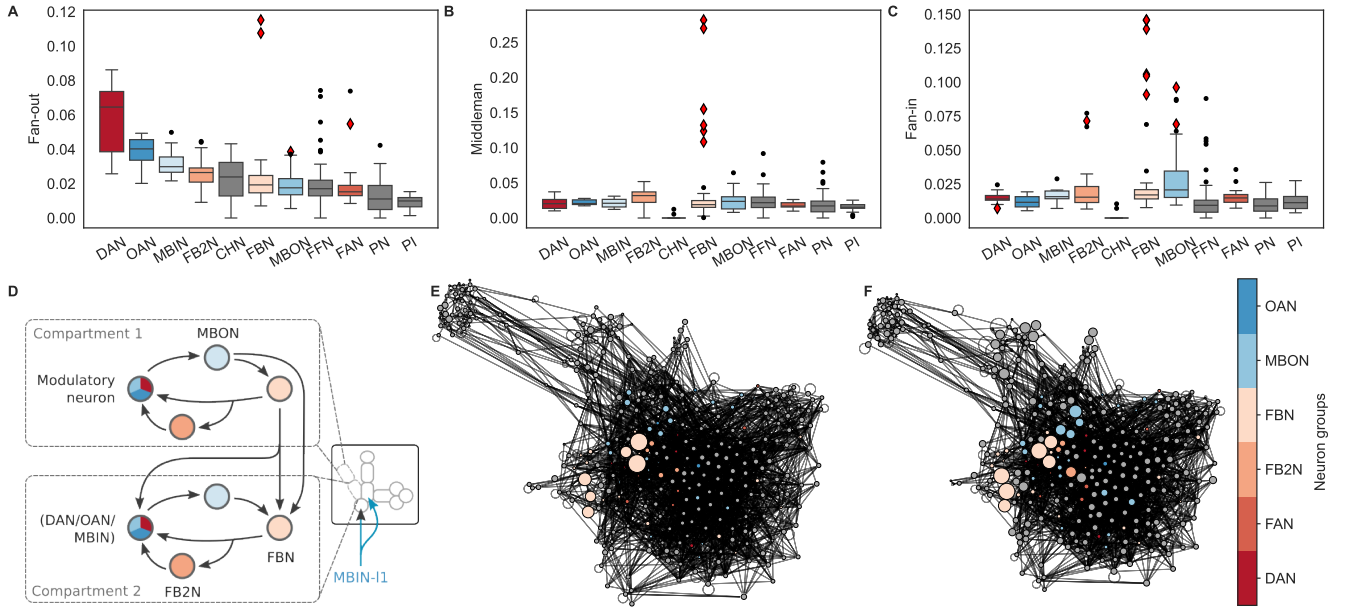 A
Fan-out
0.12
0.10
0.08
0.06
0.04
0.02
0.00
DAN
OAN
MBIN
FB2N
CHN
FBN
MBON
FFN
FAN
PN
PI
B
Middleman
0.25
0.20
0.15
0.10
0.05
0.00
DAN
OAN
MBIN
FB2N
CHN
FBN
MBON
FFN
FAN
PN
PI
C
Fan-in
0.150
0.125
0.100
0.075
0.050
0.025
0.000
DAN
OAN
MBIN
FB2N
CHN
FBN
MBON
FFN
FAN
PN
PI
D
Compartment 1
MBON
Modulatory
neuron
(DAN/OAN/
MBIN)
FBN
Compartment 2
FB2N
MBIN-l1
E
F
OAN
MBON
FBN
FB2N
FAN
DAN
Neuron groups